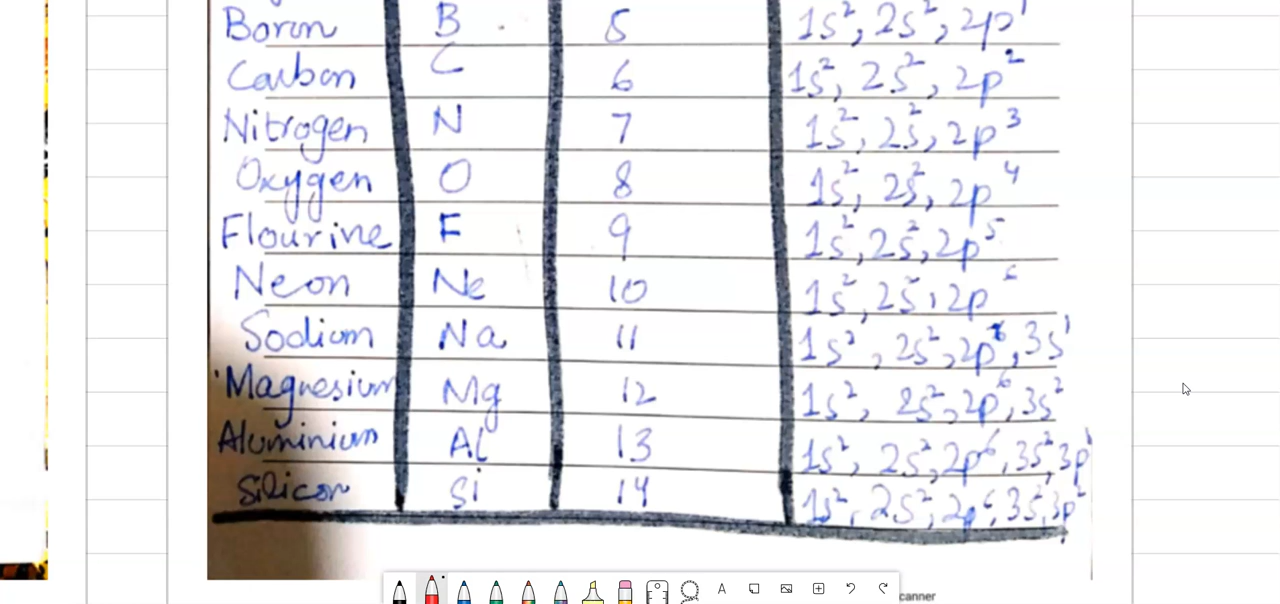 Boron B 5 1s², 2s², 2p¹
Carbon C 6 1s², 2s², 2p²
Nitrogen N 7 1s², 2s², 2p³
Oxygen O 8 1s², 2s², 2p⁴
Flourine F 9 1s², 2s², 2p⁵
Neon Ne 10 1s², 2s², 2p⁶
Sodium Na 11 1s², 2s², 2p⁶, 3s¹
Magnesium Mg 12 1s², 2s², 2p⁶, 3s²
Aluminium Al 13 1s², 2s², 2p⁶, 3s², 3p¹
Silicon Si 14 1s², 2s², 2p⁶, 3s², 3p²
A
canner